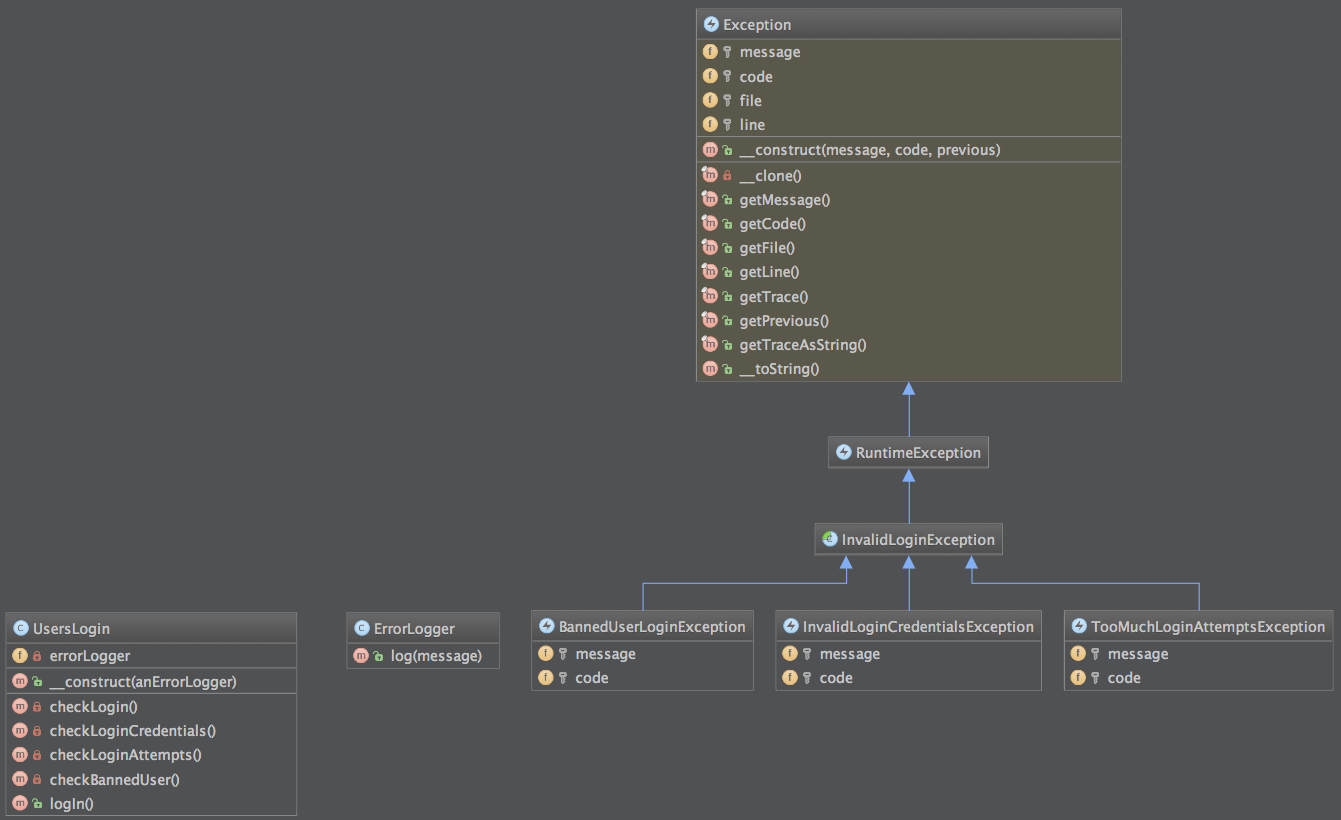 Exception
message
code
file
line
__construct(message, code, previous)
__clone()
getMessage()
getCode()
getFile()
getLine()
getTrace()
getPrevious()
getTraceAsString()
__toString()
RuntimeException
InvalidLoginException
UsersLogin
errorLogger
__construct(anErrorLogger)
checkLogin()
checkLoginCredentials()
checkLoginAttempts()
checkBannedUser()
logIn()
ErrorLogger
log(message)
BannedUserLoginException
message
code
InvalidLoginCredentialsException
message
code
TooMuchLoginAttemptsException
message
code